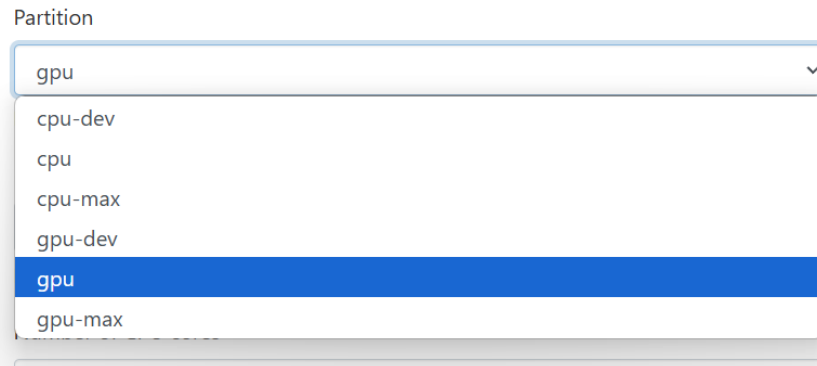 Partition
gpu
cpu-dev
cpu
cpu-max
gpu-dev
gpu
gpu-max